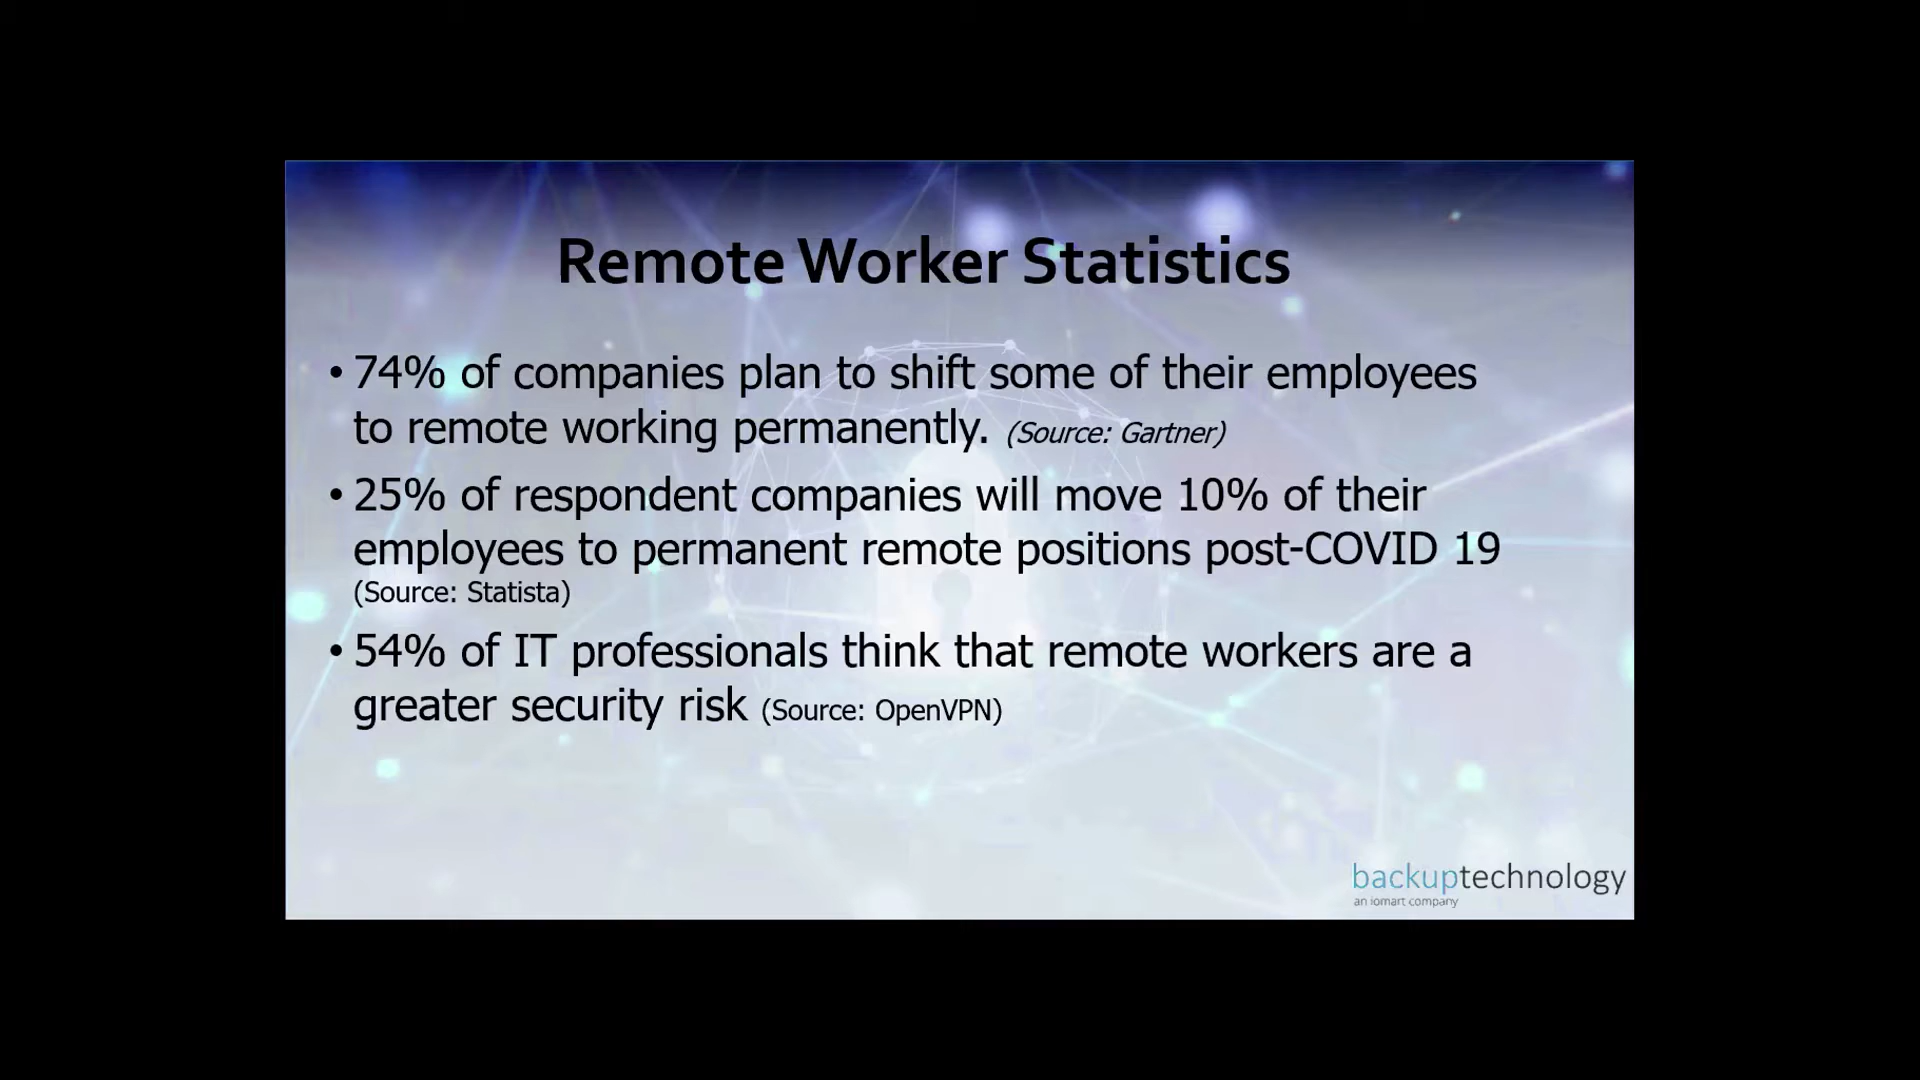 Remote Worker Statistics
• 74% of companies plan to shift some of their employees
to remote working permanently. (Source: Gartner)
• 25% of respondent companies will move 10% of their
employees to permanent remote positions post-COVID 19
(Source: Statista)
• 54% of IT professionals think that remote workers are a
greater security risk (Source: OpenVPN)
backuptechnology
an iomart company